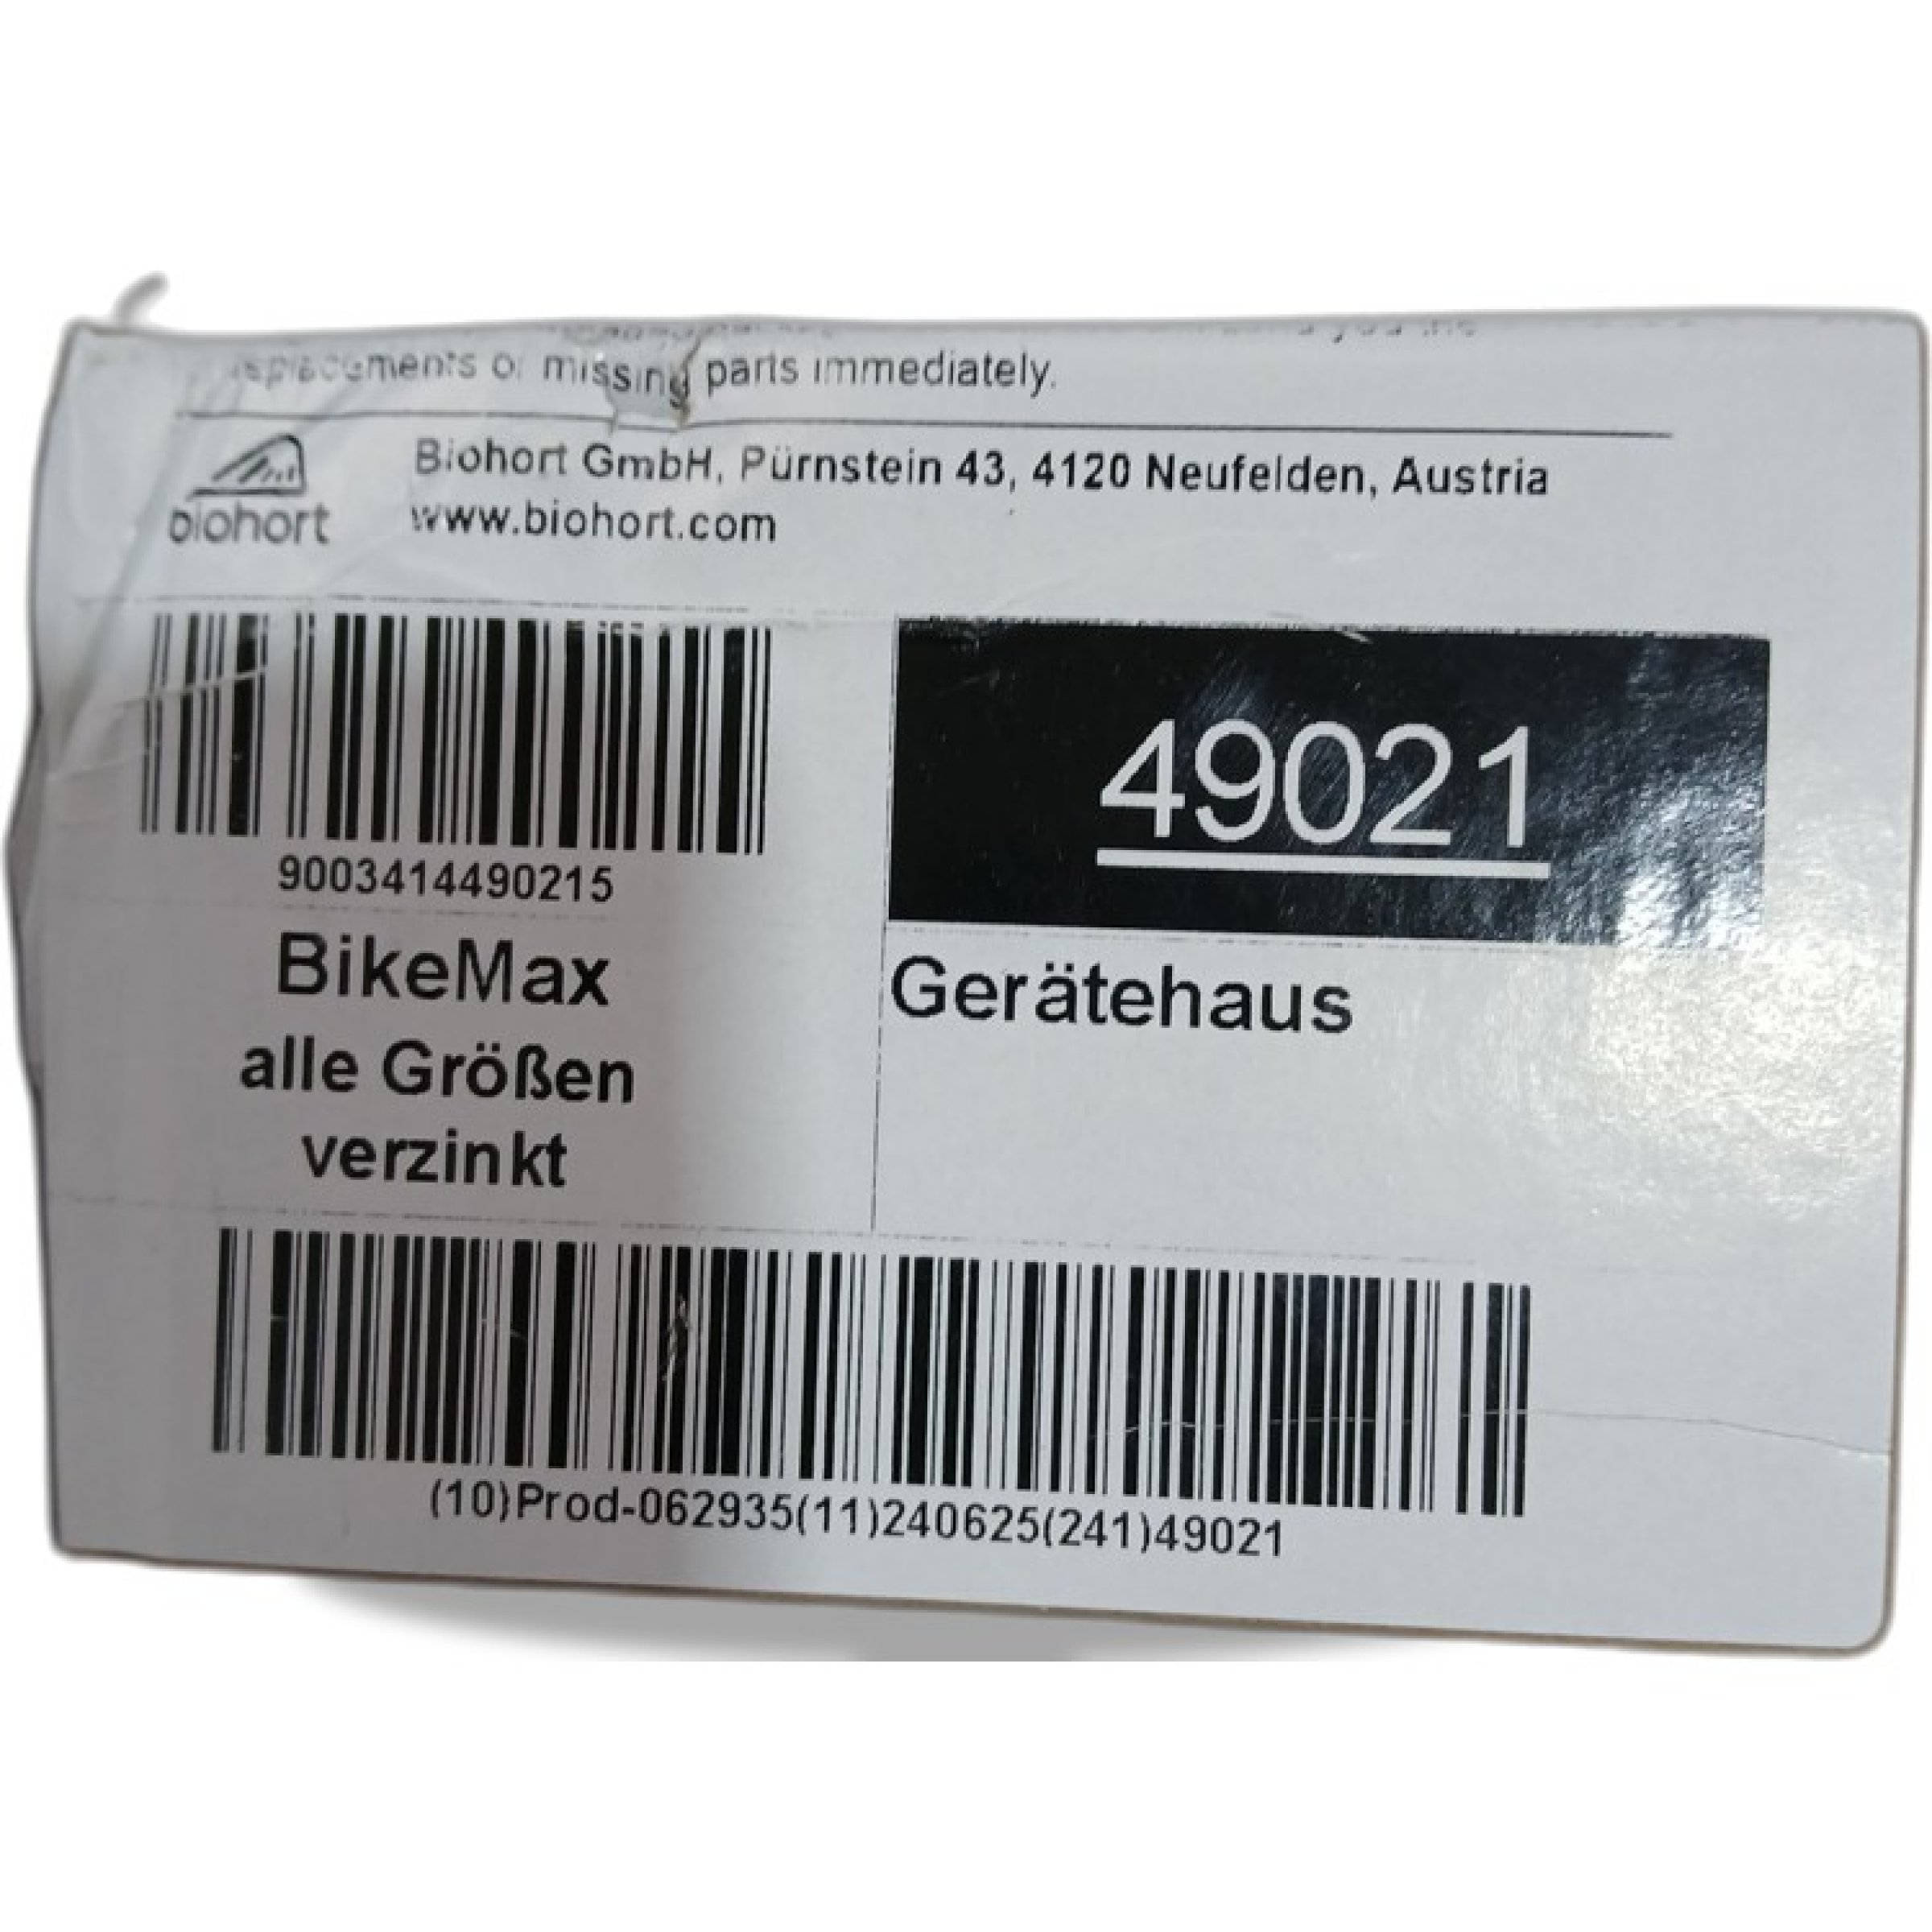 replacements or missing parts immediately.
biohort
Biohort GmbH, Pürnstein 43, 4120 Neufelden, Austria
www.biohort.com
9003414490215
49021
BikeMax
alle Größen
verzinkt
Gerätehaus
(10)Prod-062935(11)240625(241)49021